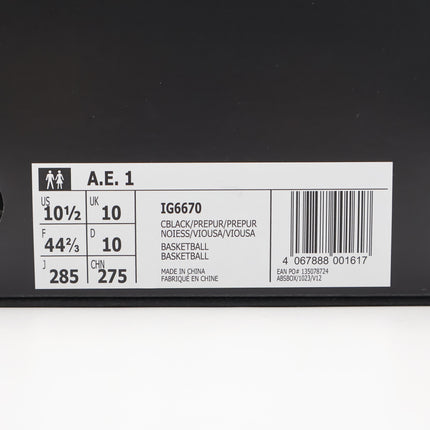 A.E. 1
US UK
10½ 10
F D
44⅔ 10
J CHN
285 275
IG6670
CBLACK/PREPUR/PREPUR
NOIESS/VIOUSA/VIOUSA
BASKETBALL
BASKETBALL
MADE IN CHINA
FABRIQUÉ EN CHINE
4 067888 001617
EAN PO# 135078724
ABSBOX/1023/V12